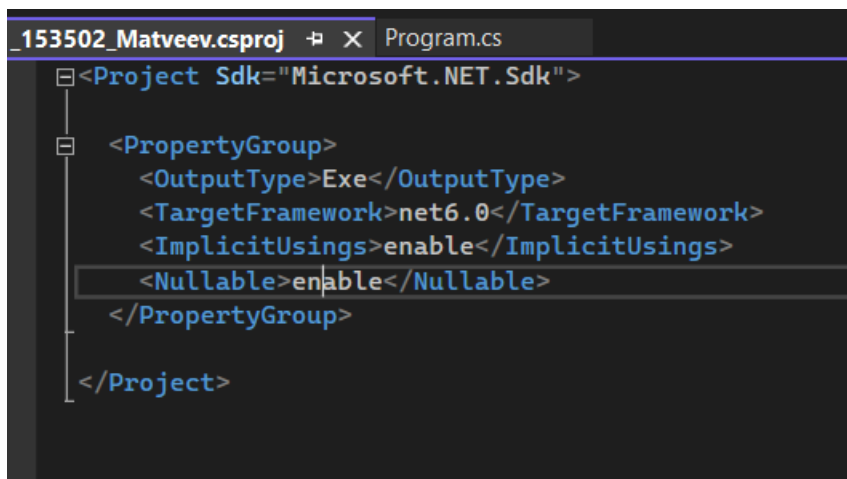 _153502_Matveev.csproj Program.cs
<Project Sdk="Microsoft.NET.Sdk">
<PropertyGroup>
<OutputType>Exe</OutputType>
<TargetFramework>net6.0</TargetFramework>
<ImplicitUsings>enable</ImplicitUsings>
<Nullable>enable</Nullable>
</PropertyGroup>
</Project>